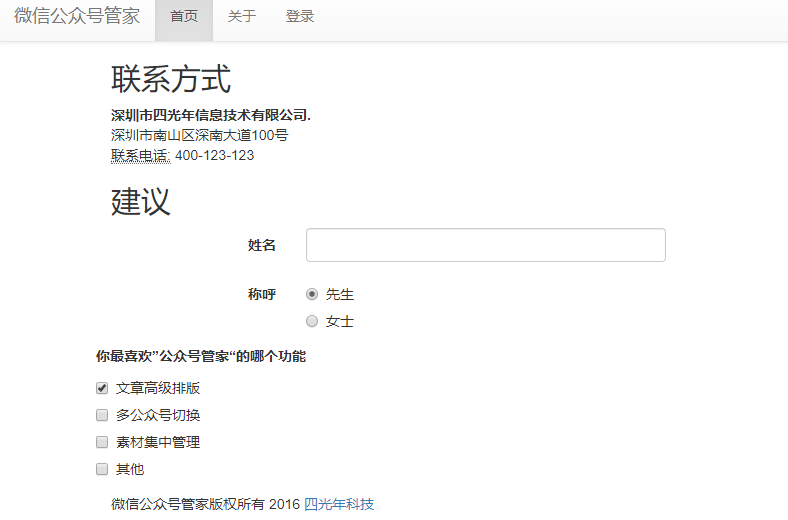 微信公众号管家 首页 关于 登录
联系方式
深圳市四光年信息技术有限公司.
深圳市南山区深南大道100号
联系电话: 400-123-123
建议
姓名
称呼 先生
女士
你最喜欢”公众号管家“的哪个功能
文章高级排版
多公众号切换
素材集中管理
其他
微信公众号管家版权所有 2016 四光年科技